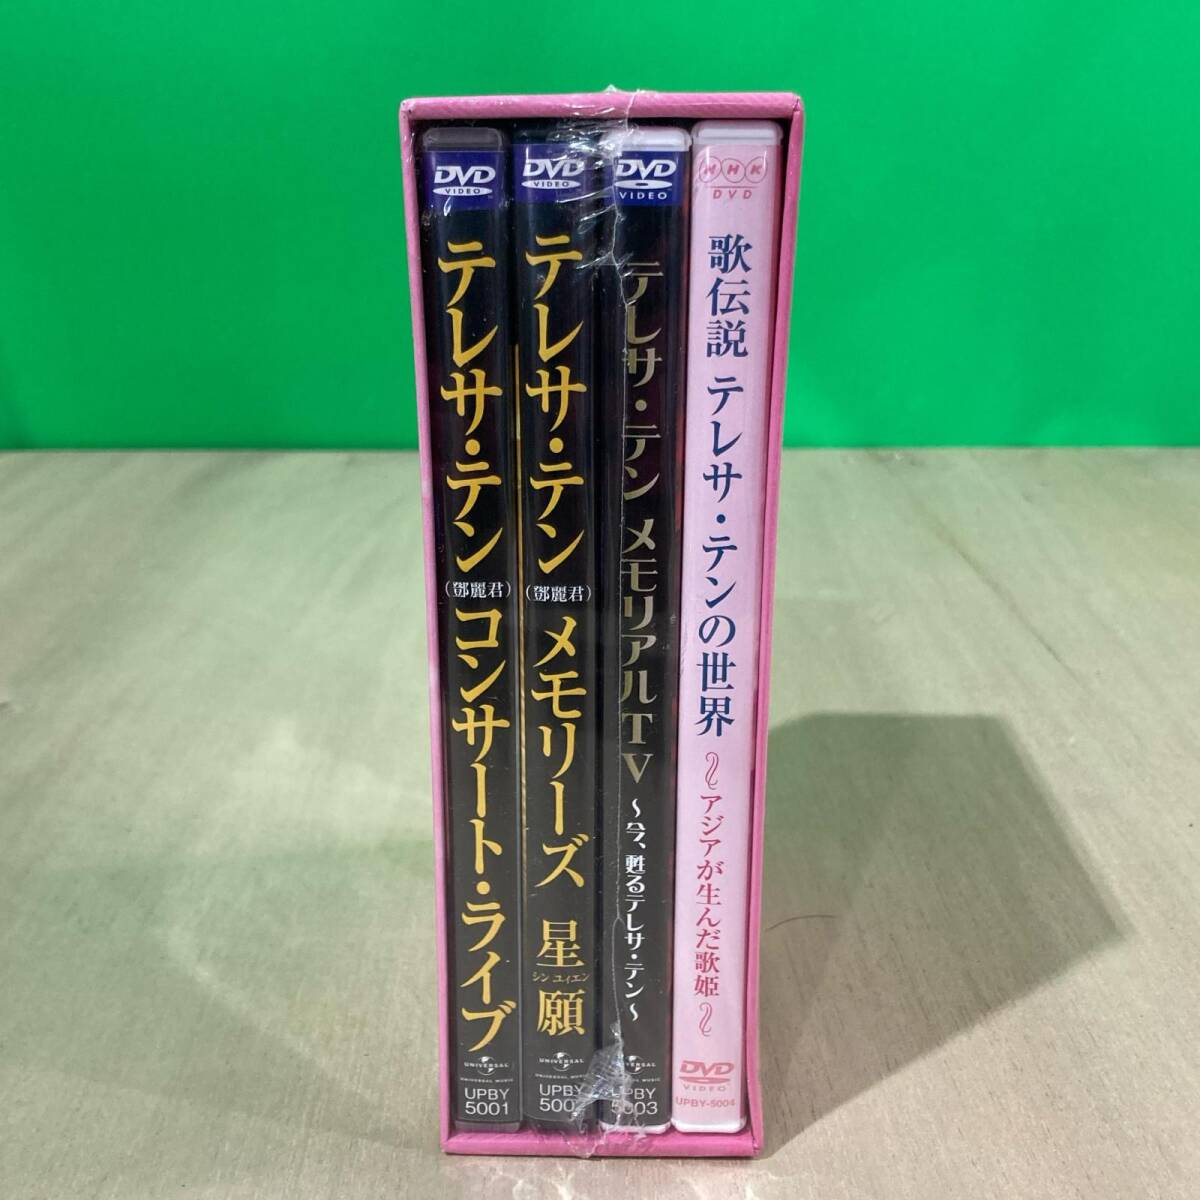 DVD
VIDEO
テレサ・テン
(鄧麗君)
コンサート・ライブ
UNIVERSAL
UNIVERSAL MUSIC
UPBY
5001
DVD
VIDEO
テレサ・テン
(鄧麗君)
メモリーズ 星願
シン ユィエン
UNIVERSAL
UNIVERSAL MUSIC
UPBY
5002
DVD
VIDEO
テレサ・テン メモリアルTV
～今、甦るテレサ・テン～
UPBY
5003
NHK
DVD
歌伝説 テレサ・テンの世界
～アジアが生んだ歌姫～
DVD
VIDEO
UPBY-5004